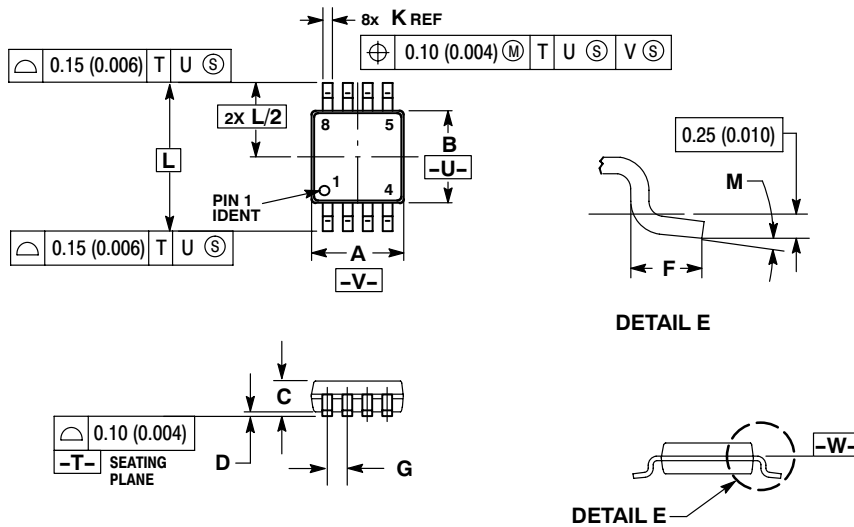 8x K REF
⌓ 0.15 (0.006) T U Ⓢ
⌖ 0.10 (0.004) Ⓜ T U Ⓢ V Ⓢ
2X L/2
8 5
B
-U-
L
PIN 1
IDENT
1
4
⌓ 0.15 (0.006) T U Ⓢ
A
-V-
0.25 (0.010)
M
F
DETAIL E
C
⌓ 0.10 (0.004)
-T- SEATING
PLANE
D
G
-W-
DETAIL E